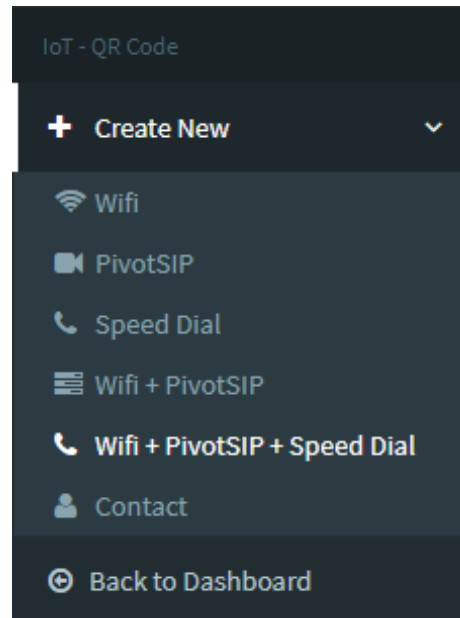 IoT - QR Code
Create New
Wifi
PivotSIP
Speed Dial
Wifi + PivotSIP
Wifi + PivotSIP + Speed Dial
Contact
Back to Dashboard